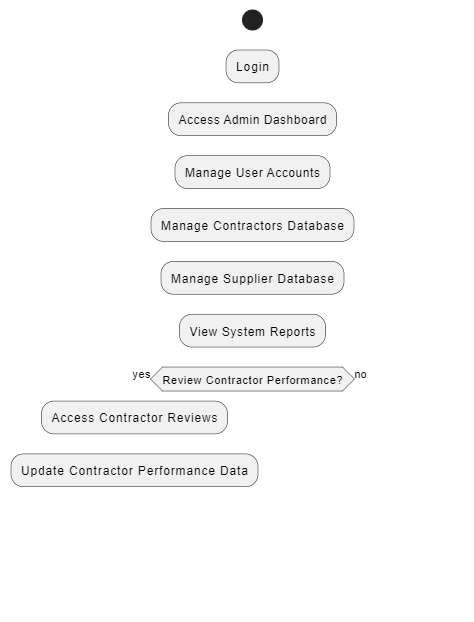 Login
Access Admin Dashboard
Manage User Accounts
Manage Contractors Database
Manage Supplier Database
View System Reports
yes
Review Contractor Performance?
no
Access Contractor Reviews
Update Contractor Performance Data